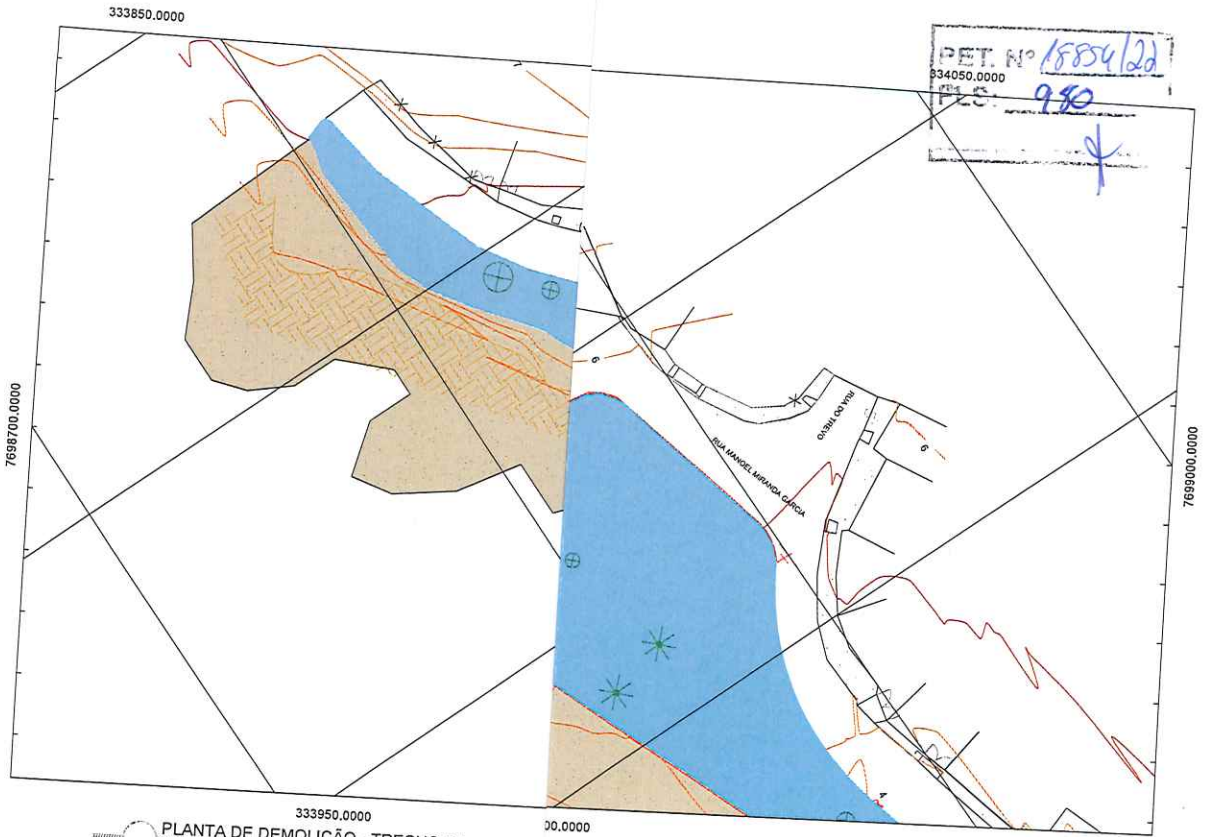 333850.0000
PET. Nº 18854/22
334050.0000
FLS: 980
7698700.0000
6
RUA DO TREVO
RUA MANOEL MIRANDA GARCIA
6
7699000.0000
4
333950.0000
00.0000
PLANTA DE DEMOLIÇÃO - TRECHO